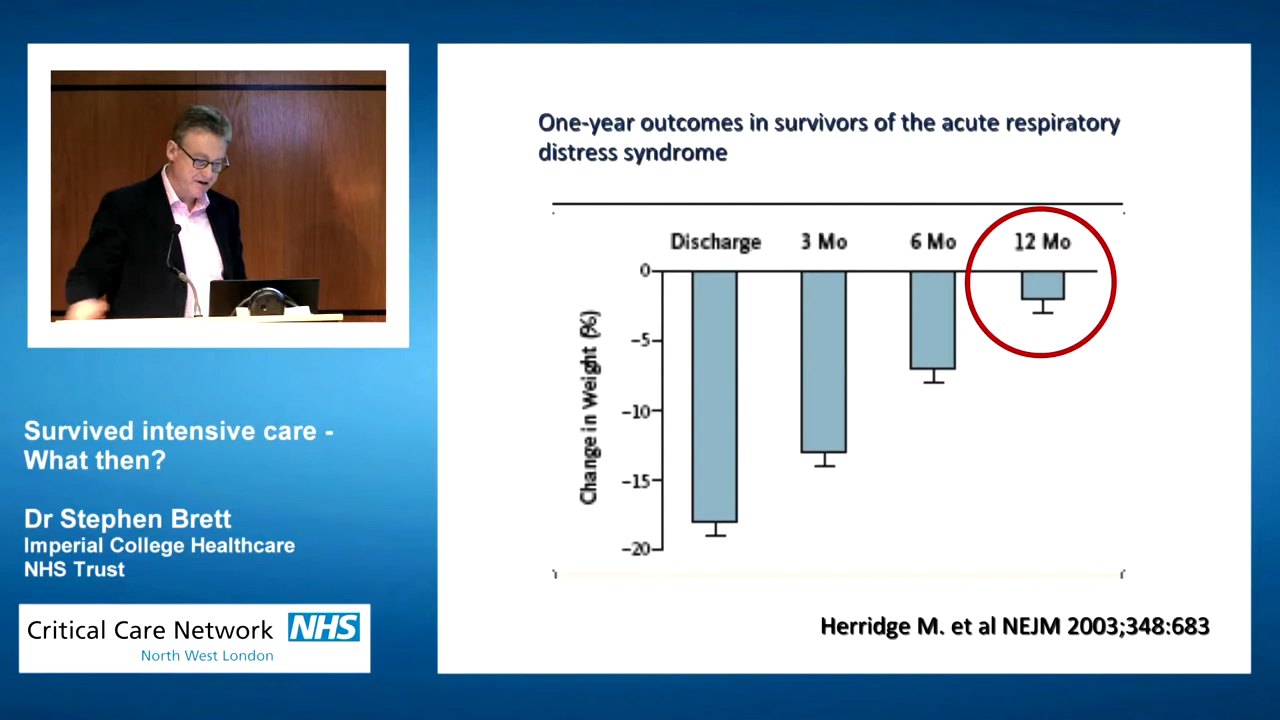 One-year outcomes in survivors of the acute respiratory
distress syndrome
Discharge 3 Mo 6 Mo 12 Mo
Change in Weight (%)
0
−5
−10
−15
−20
Herridge M. et al NEJM 2003;348:683
Survived intensive care -
What then?
Dr Stephen Brett
Imperial College Healthcare
NHS Trust
Critical Care Network NHS
North West London